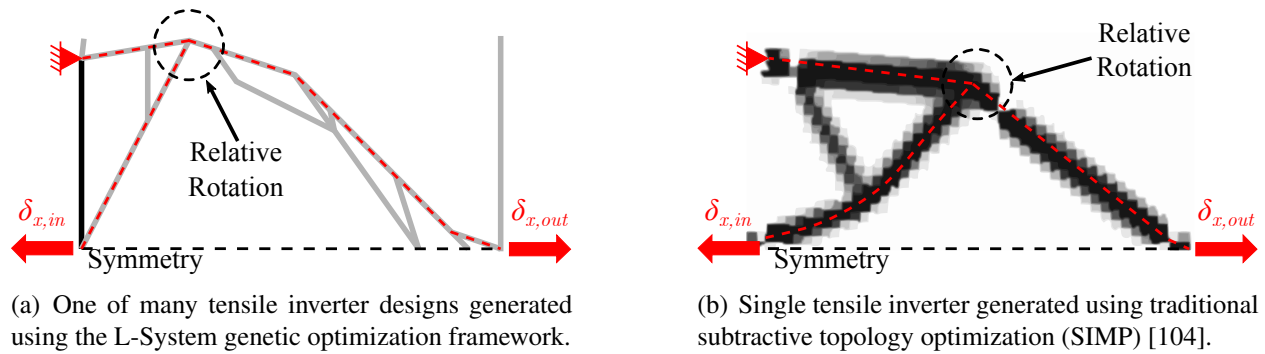 Relative
Rotation
δx,in
δx,out
Symmetry
(a) One of many tensile inverter designs generated
using the L-System genetic optimization framework.
Relative
Rotation
δx,in
δx,out
Symmetry
(b) Single tensile inverter generated using traditional
subtractive topology optimization (SIMP) [104].